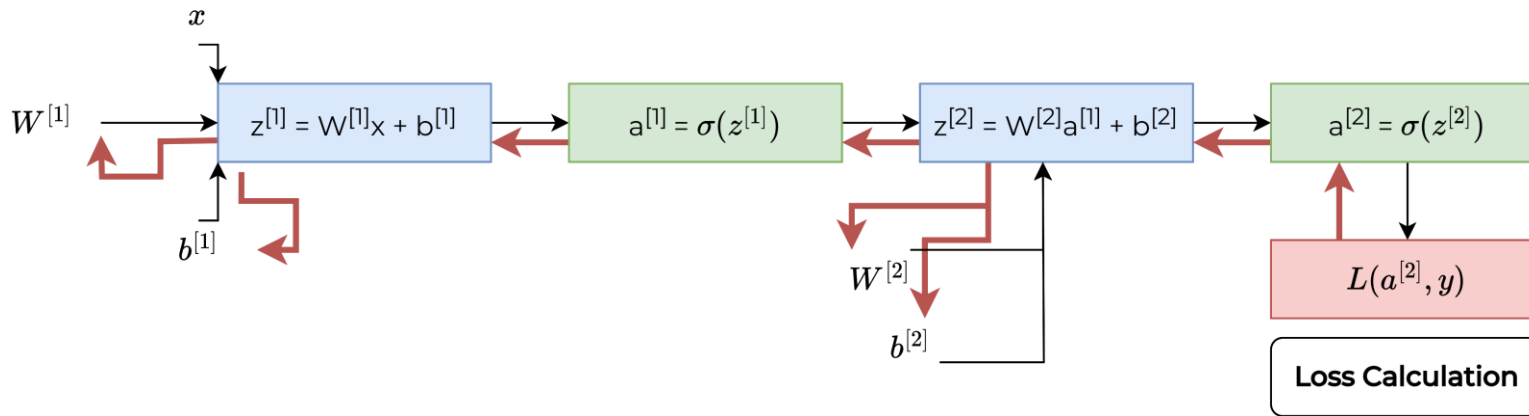 x
W^{[1]}
z^{[1]} = W^{[1]}x + b^{[1]}
a^{[1]} = σ(z^{[1]})
z^{[2]} = W^{[2]}a^{[1]} + b^{[2]}
a^{[2]} = σ(z^{[2]})
b^{[1]}
W^{[2]}
L(a^{[2]}, y)
b^{[2]}
Loss Calculation